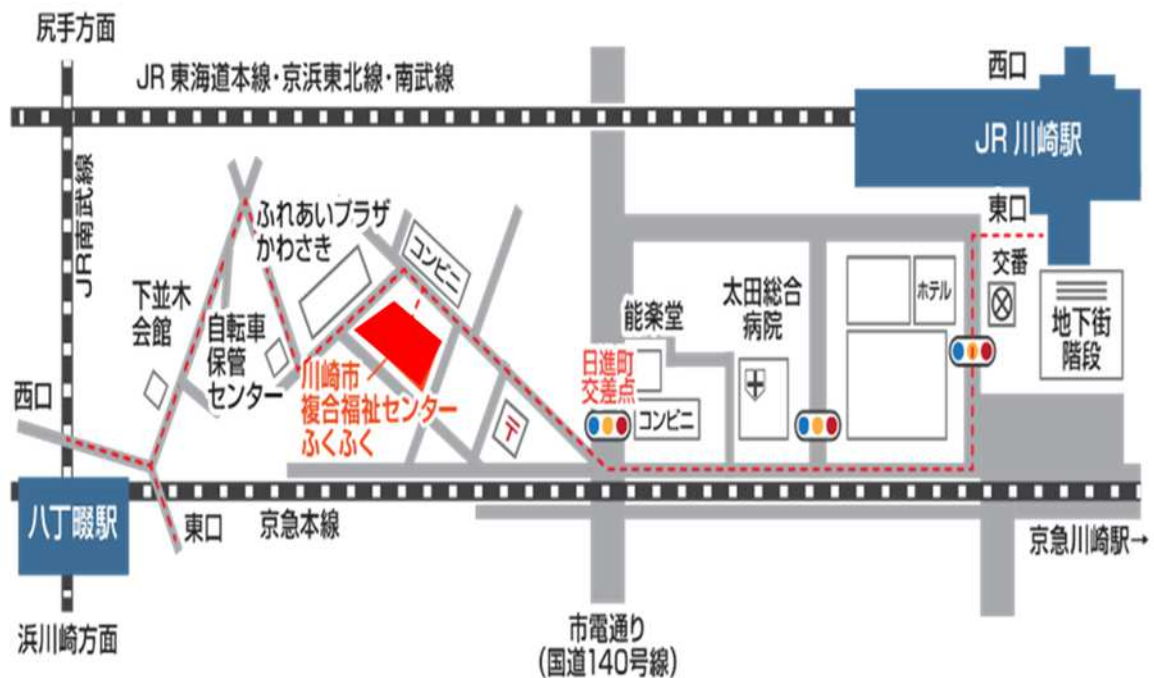 尻手方面
JR 東海道本線・京浜東北線・南武線
西口
JR 川崎駅
東口
JR南武線
ふれあいプラザ
かわさき
コンビニ
交番
下並木
会館
自転車
保管
センター
能楽堂
太田総合
病院
ホテル
地下街
階段
川崎市
複合福祉センター
ふくふく
日進町
交差点
コンビニ
〒
西口
八丁畷駅
東口
京急本線
京急川崎駅→
浜川崎方面
市電通り
(国道140号線)